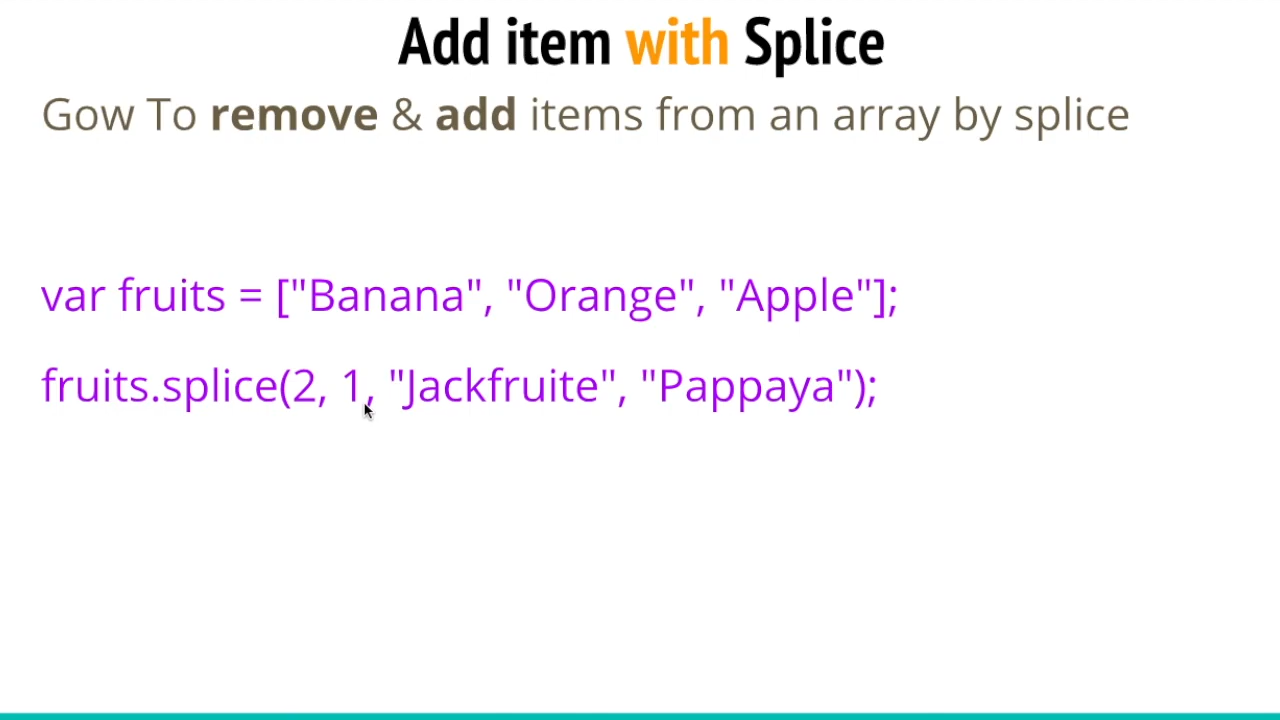 Add item with Splice
Gow To remove & add items from an array by splice
var fruits = ["Banana", "Orange", "Apple"];
fruits.splice(2, 1, "Jackfruite", "Pappaya");